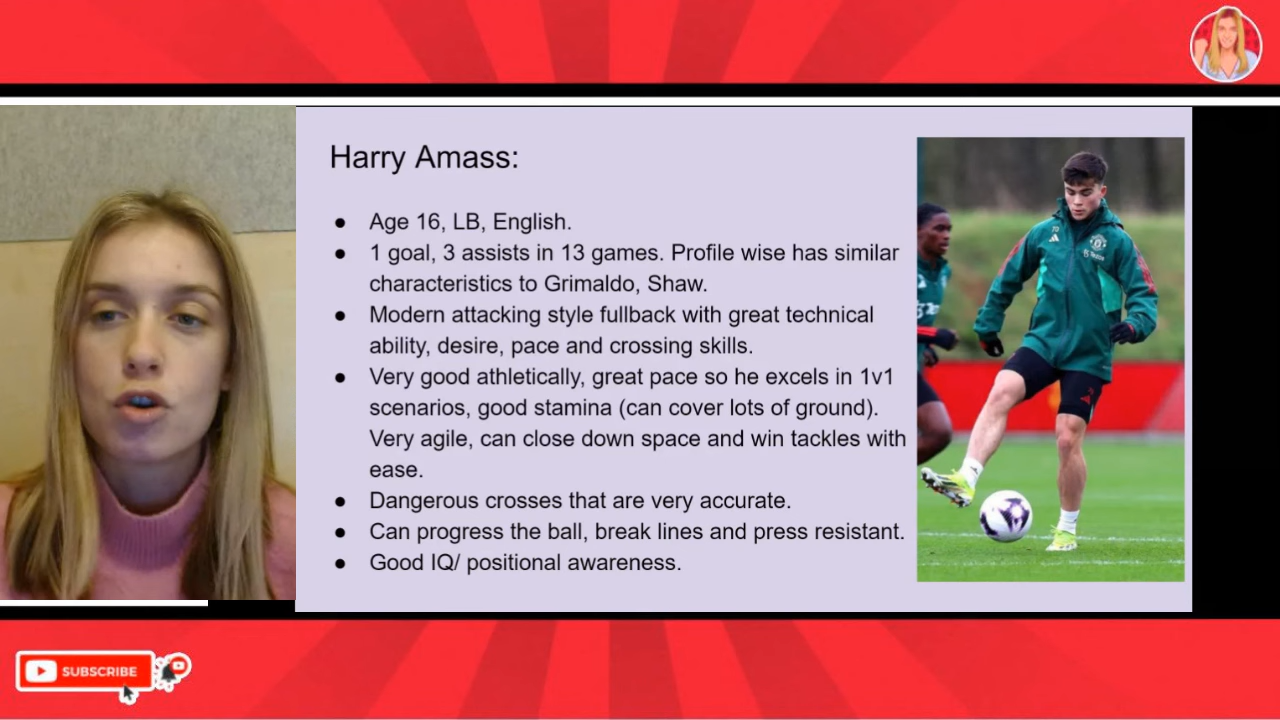 Harry Amass:
● Age 16, LB, English.
● 1 goal, 3 assists in 13 games. Profile wise has similar
characteristics to Grimaldo, Shaw.
● Modern attacking style fullback with great technical
ability, desire, pace and crossing skills.
● Very good athletically, great pace so he excels in 1v1
scenarios, good stamina (can cover lots of ground).
Very agile, can close down space and win tackles with
ease.
● Dangerous crosses that are very accurate.
● Can progress the ball, break lines and press resistant.
● Good IQ/ positional awareness.
SUBSCRIBE